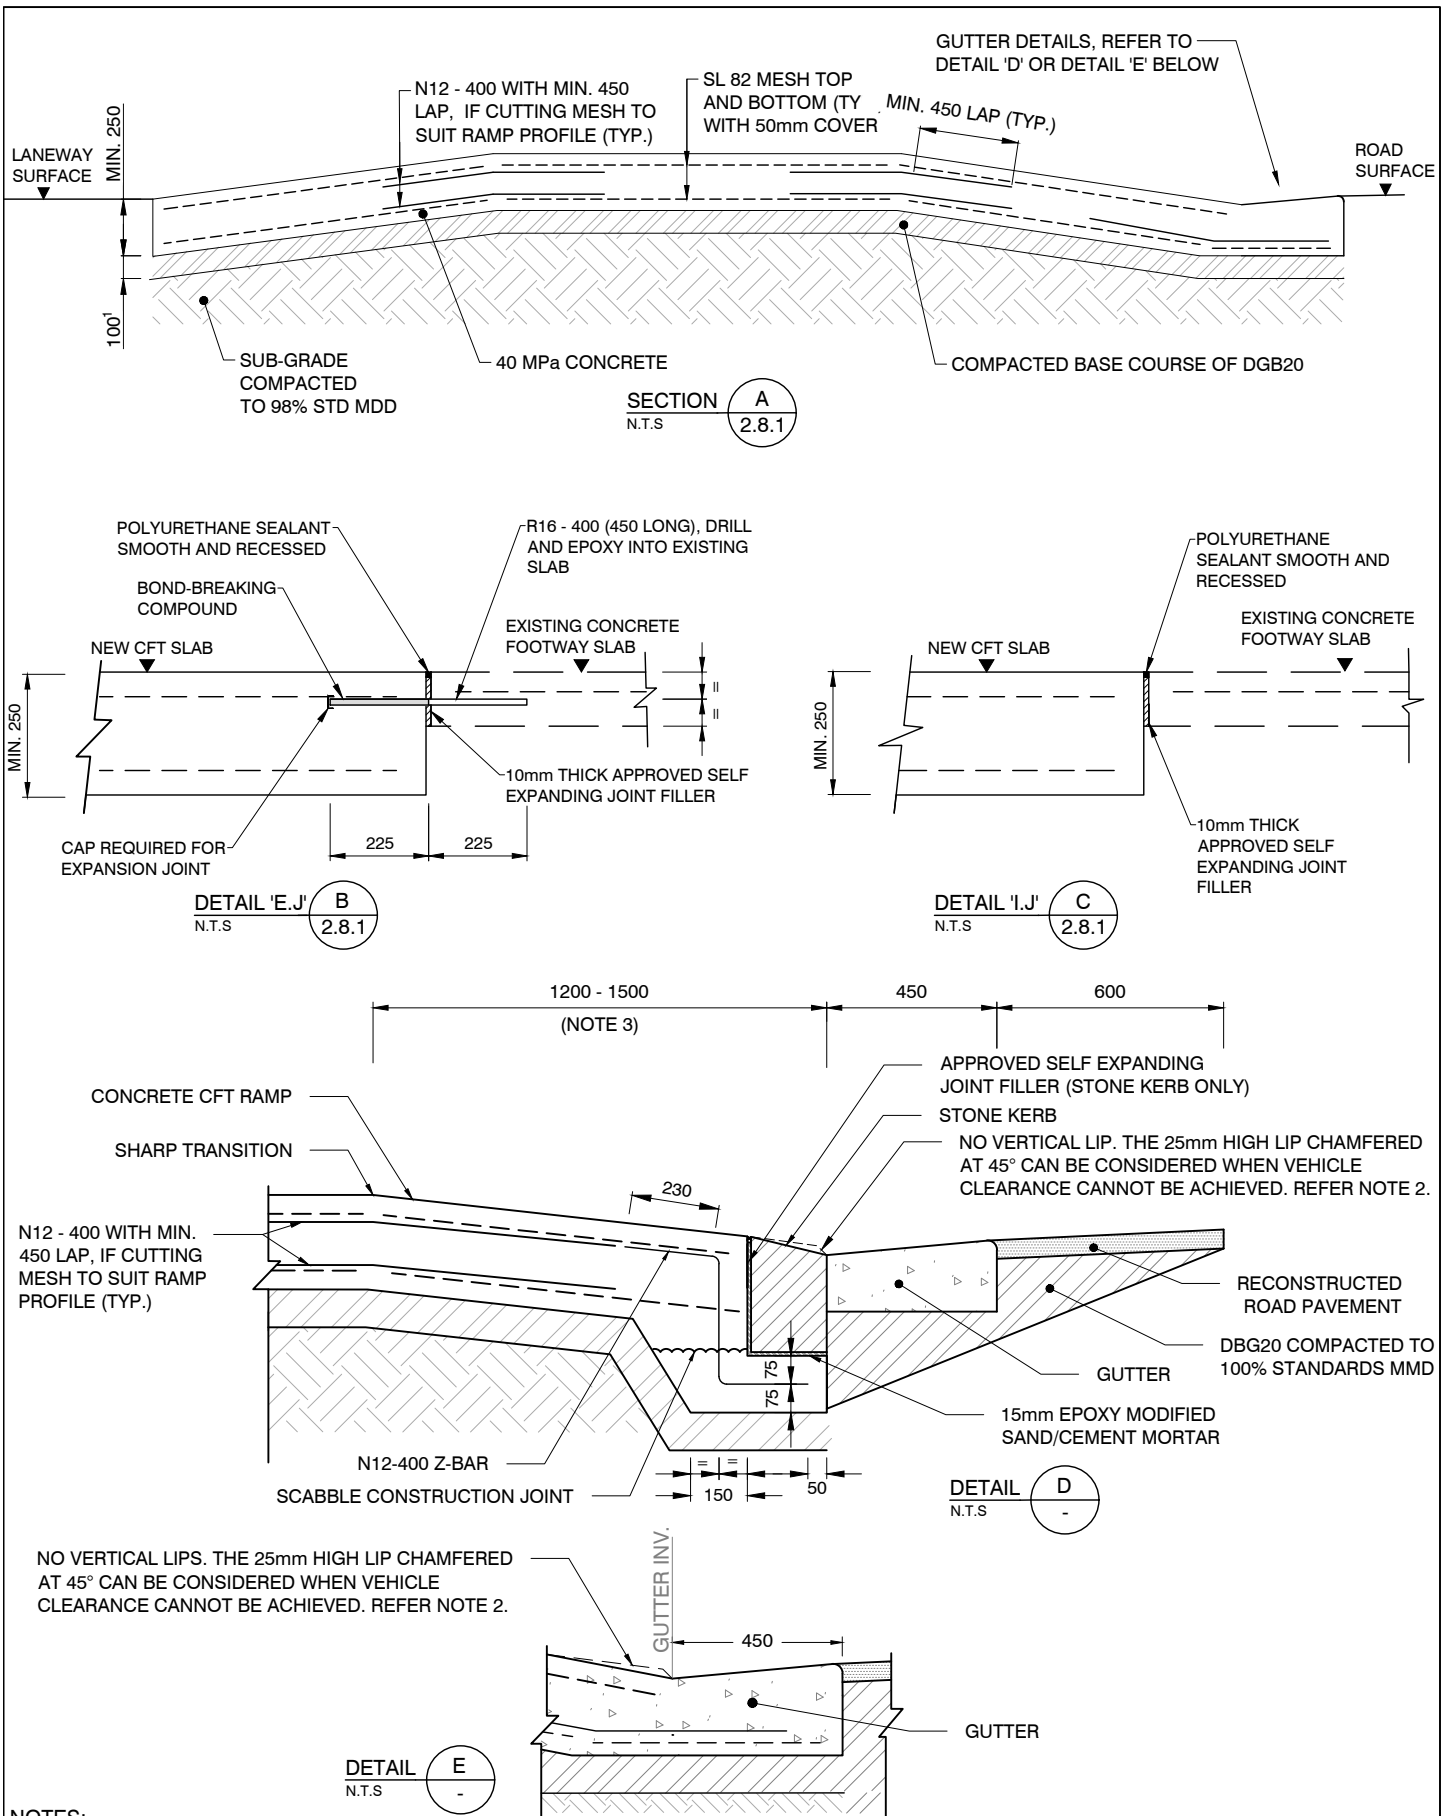 GUTTER DETAILS, REFER TO
DETAIL 'D' OR DETAIL 'E' BELOW
N12 - 400 WITH MIN. 450
LAP, IF CUTTING MESH TO
SUIT RAMP PROFILE (TYP.)
SL 82 MESH TOP
AND BOTTOM (TY
WITH 50mm COVER
MIN. 450 LAP (TYP.)
MIN. 250
LANEWAY
SURFACE
ROAD
SURFACE
100¹
SUB-GRADE
COMPACTED
TO 98% STD MDD
40 MPa CONCRETE
COMPACTED BASE COURSE OF DGB20
SECTION
N.T.S
A
2.8.1
POLYURETHANE SEALANT
SMOOTH AND RECESSED
R16 - 400 (450 LONG), DRILL
AND EPOXY INTO EXISTING
SLAB
BOND-BREAKING
COMPOUND
NEW CFT SLAB
EXISTING CONCRETE
FOOTWAY SLAB
=
=
MIN. 250
10mm THICK APPROVED SELF
EXPANDING JOINT FILLER
CAP REQUIRED FOR
EXPANSION JOINT
225
225
DETAIL 'E.J'
N.T.S
B
2.8.1
POLYURETHANE
SEALANT SMOOTH AND
RECESSED
EXISTING CONCRETE
FOOTWAY SLAB
NEW CFT SLAB
MIN. 250
10mm THICK
APPROVED SELF
EXPANDING JOINT
FILLER
DETAIL 'I.J'
N.T.S
C
2.8.1
1200 - 1500
(NOTE 3)
450
600
CONCRETE CFT RAMP
SHARP TRANSITION
N12 - 400 WITH MIN.
450 LAP, IF CUTTING
MESH TO SUIT RAMP
PROFILE (TYP.)
230
APPROVED SELF EXPANDING
JOINT FILLER (STONE KERB ONLY)
STONE KERB
NO VERTICAL LIP. THE 25mm HIGH LIP CHAMFERED
AT 45° CAN BE CONSIDERED WHEN VEHICLE
CLEARANCE CANNOT BE ACHIEVED. REFER NOTE 2.
RECONSTRUCTED
ROAD PAVEMENT
DBG20 COMPACTED TO
100% STANDARDS MMD
GUTTER
15mm EPOXY MODIFIED
SAND/CEMENT MORTAR
75
75
N12-400 Z-BAR
SCABBLE CONSTRUCTION JOINT
=
=
150
50
DETAIL
N.T.S
D
-
NO VERTICAL LIPS. THE 25mm HIGH LIP CHAMFERED
AT 45° CAN BE CONSIDERED WHEN VEHICLE
CLEARANCE CANNOT BE ACHIEVED. REFER NOTE 2.
GUTTER INV.
450
GUTTER
DETAIL
N.T.S
E
-
NOTES: